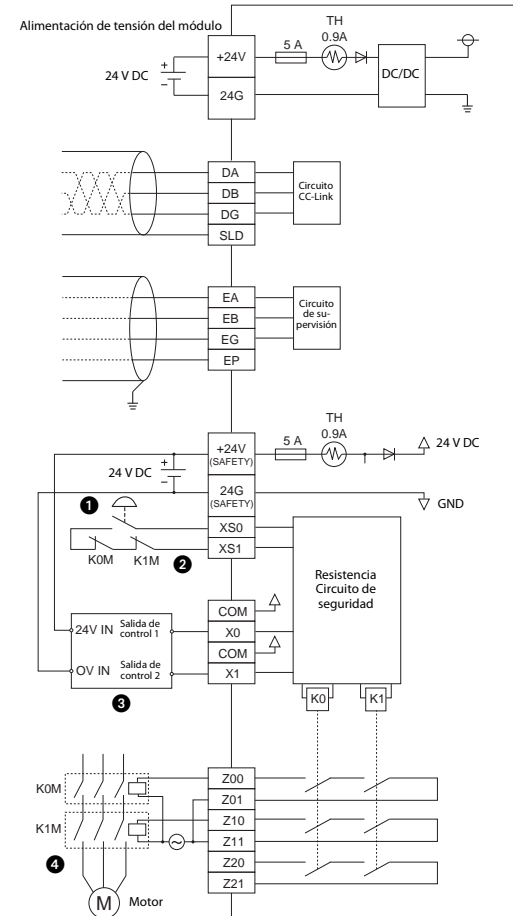 Alimentación de tensión del módulo
TH
0.9A
5 A
+24V
24 V DC
+
–
24G
DC/DC
DA
DB
DG
SLD
Circuito
CC-Link
EA
EB
EG
EP
Circuito
de su-
pervisión
TH
0.9A
5 A
+24V
(SAFETY)
24 V DC
24 V DC
+
–
24G
(SAFETY)
GND
1
XS0
XS1
K0M
K1M
2
Resistencia
Circuito de
seguridad
COM
24V IN
Salida de
control 1
X0
COM
OV IN
Salida de
control 2
X1
3
K0
K1
K0M
Z00
Z01
K1M
Z10
Z11
4
Z20
Z21
M
Motor